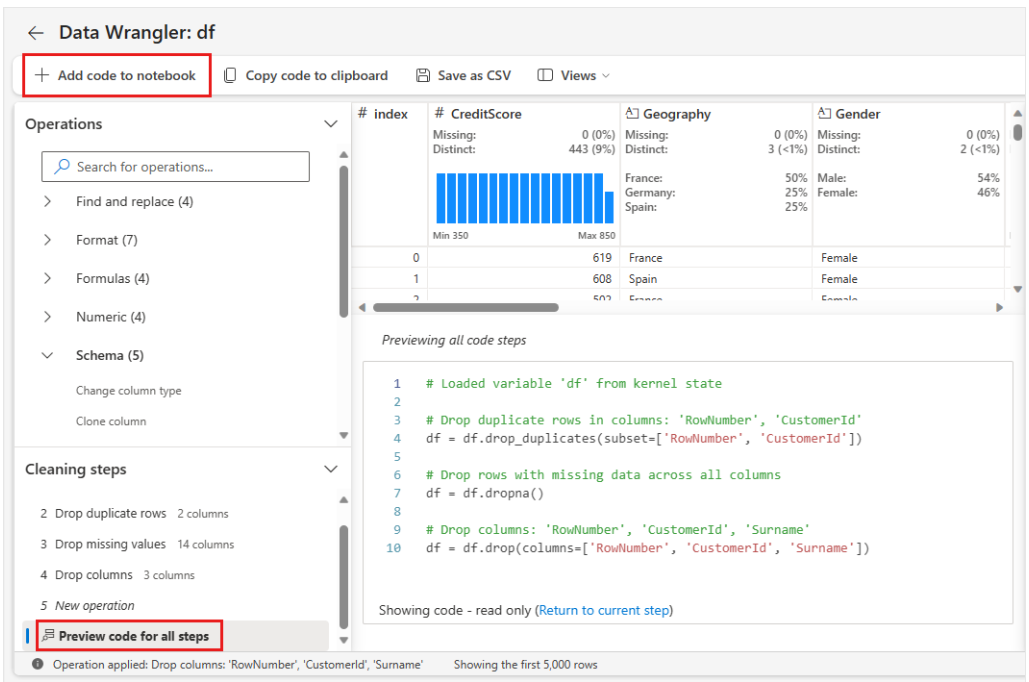 Data Wrangler: df
Add code to notebook
Copy code to clipboard
Save as CSV
Views
Operations
Search for operations...
Find and replace (4)
Format (7)
Formulas (4)
Numeric (4)
Schema (5)
Change column type
Clone column
Cleaning steps
2 Drop duplicate rows 2 columns
3 Drop missing values 14 columns
4 Drop columns 3 columns
5 New operation
Preview code for all steps
# index
# CreditScore
Missing: 0 (0%)
Distinct: 443 (9%)
Min 350 Max 850
Geography
Missing: 0 (0%)
Distinct: 3 (<1%)
France: 50%
Germany: 25%
Spain: 25%
Gender
Missing: 0 (0%)
Distinct: 2 (<1%)
Male: 54%
Female: 46%
0 619 France Female
1 608 Spain Female
2 502 France Female
Previewing all code steps
1 # Loaded variable 'df' from kernel state
2
3 # Drop duplicate rows in columns: 'RowNumber', 'CustomerId'
4 df = df.drop_duplicates(subset=['RowNumber', 'CustomerId'])
5
6 # Drop rows with missing data across all columns
7 df = df.dropna()
8
9 # Drop columns: 'RowNumber', 'CustomerId', 'Surname'
10 df = df.drop(columns=['RowNumber', 'CustomerId', 'Surname'])
Showing code - read only (Return to current step)
Operation applied: Drop columns: 'RowNumber', 'CustomerId', 'Surname'
Showing the first 5,000 rows